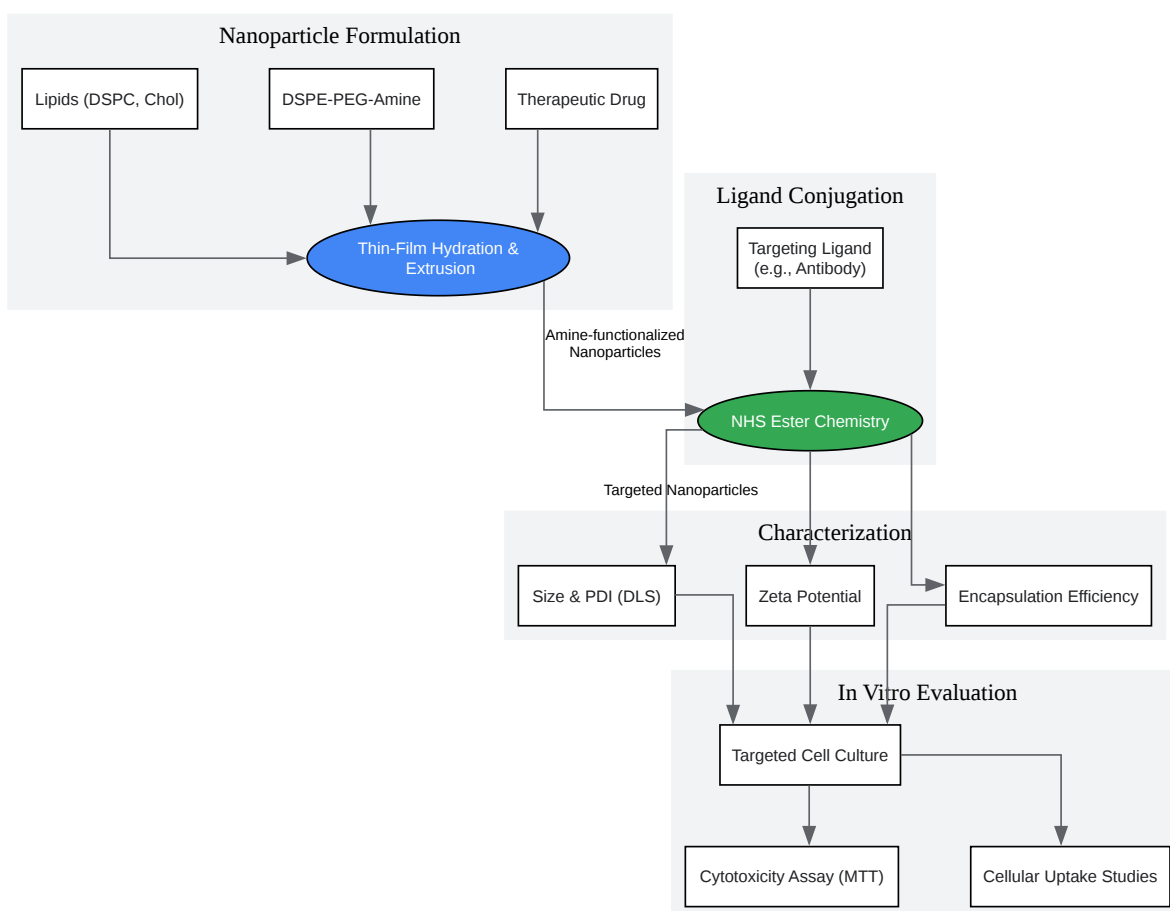 Nanoparticle Formulation
Lipids (DSPC, Chol)
DSPE-PEG-Amine
Therapeutic Drug
Thin-Film Hydration &
Extrusion
Ligand Conjugation
Targeting Ligand
(e.g., Antibody)
Amine-functionalized
Nanoparticles
NHS Ester Chemistry
Targeted Nanoparticles
Characterization
Size & PDI (DLS)
Zeta Potential
Encapsulation Efficiency
In Vitro Evaluation
Targeted Cell Culture
Cytotoxicity Assay (MTT)
Cellular Uptake Studies